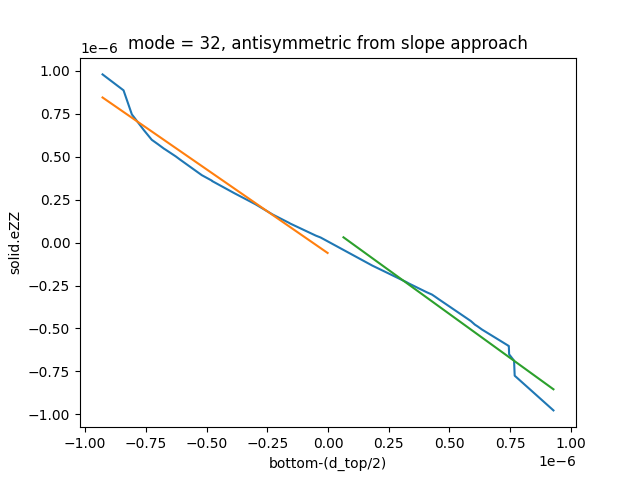 mode = 32, antisymmetric from slope approach
1e−6
1.00
0.75
0.50
0.25
0.00
−0.25
−0.50
−0.75
−1.00
solid.eZZ
−1.00 −0.75 −0.50 −0.25 0.00 0.25 0.50 0.75 1.00
1e−6
bottom-(d_top/2)